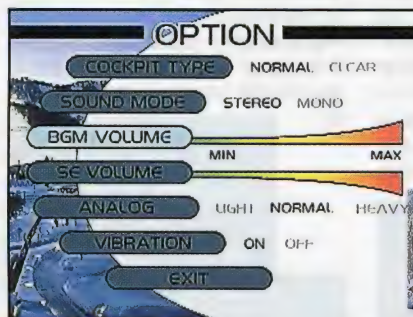 OPTION
COCKPIT TYPE NORMAL CLEAR
SOUND MODE STEREO MONO
BGM VOLUME
MIN MAX
SE VOLUME
ANALOG LIGHT NORMAL HEAVY
VIBRATION ON OFF
EXIT